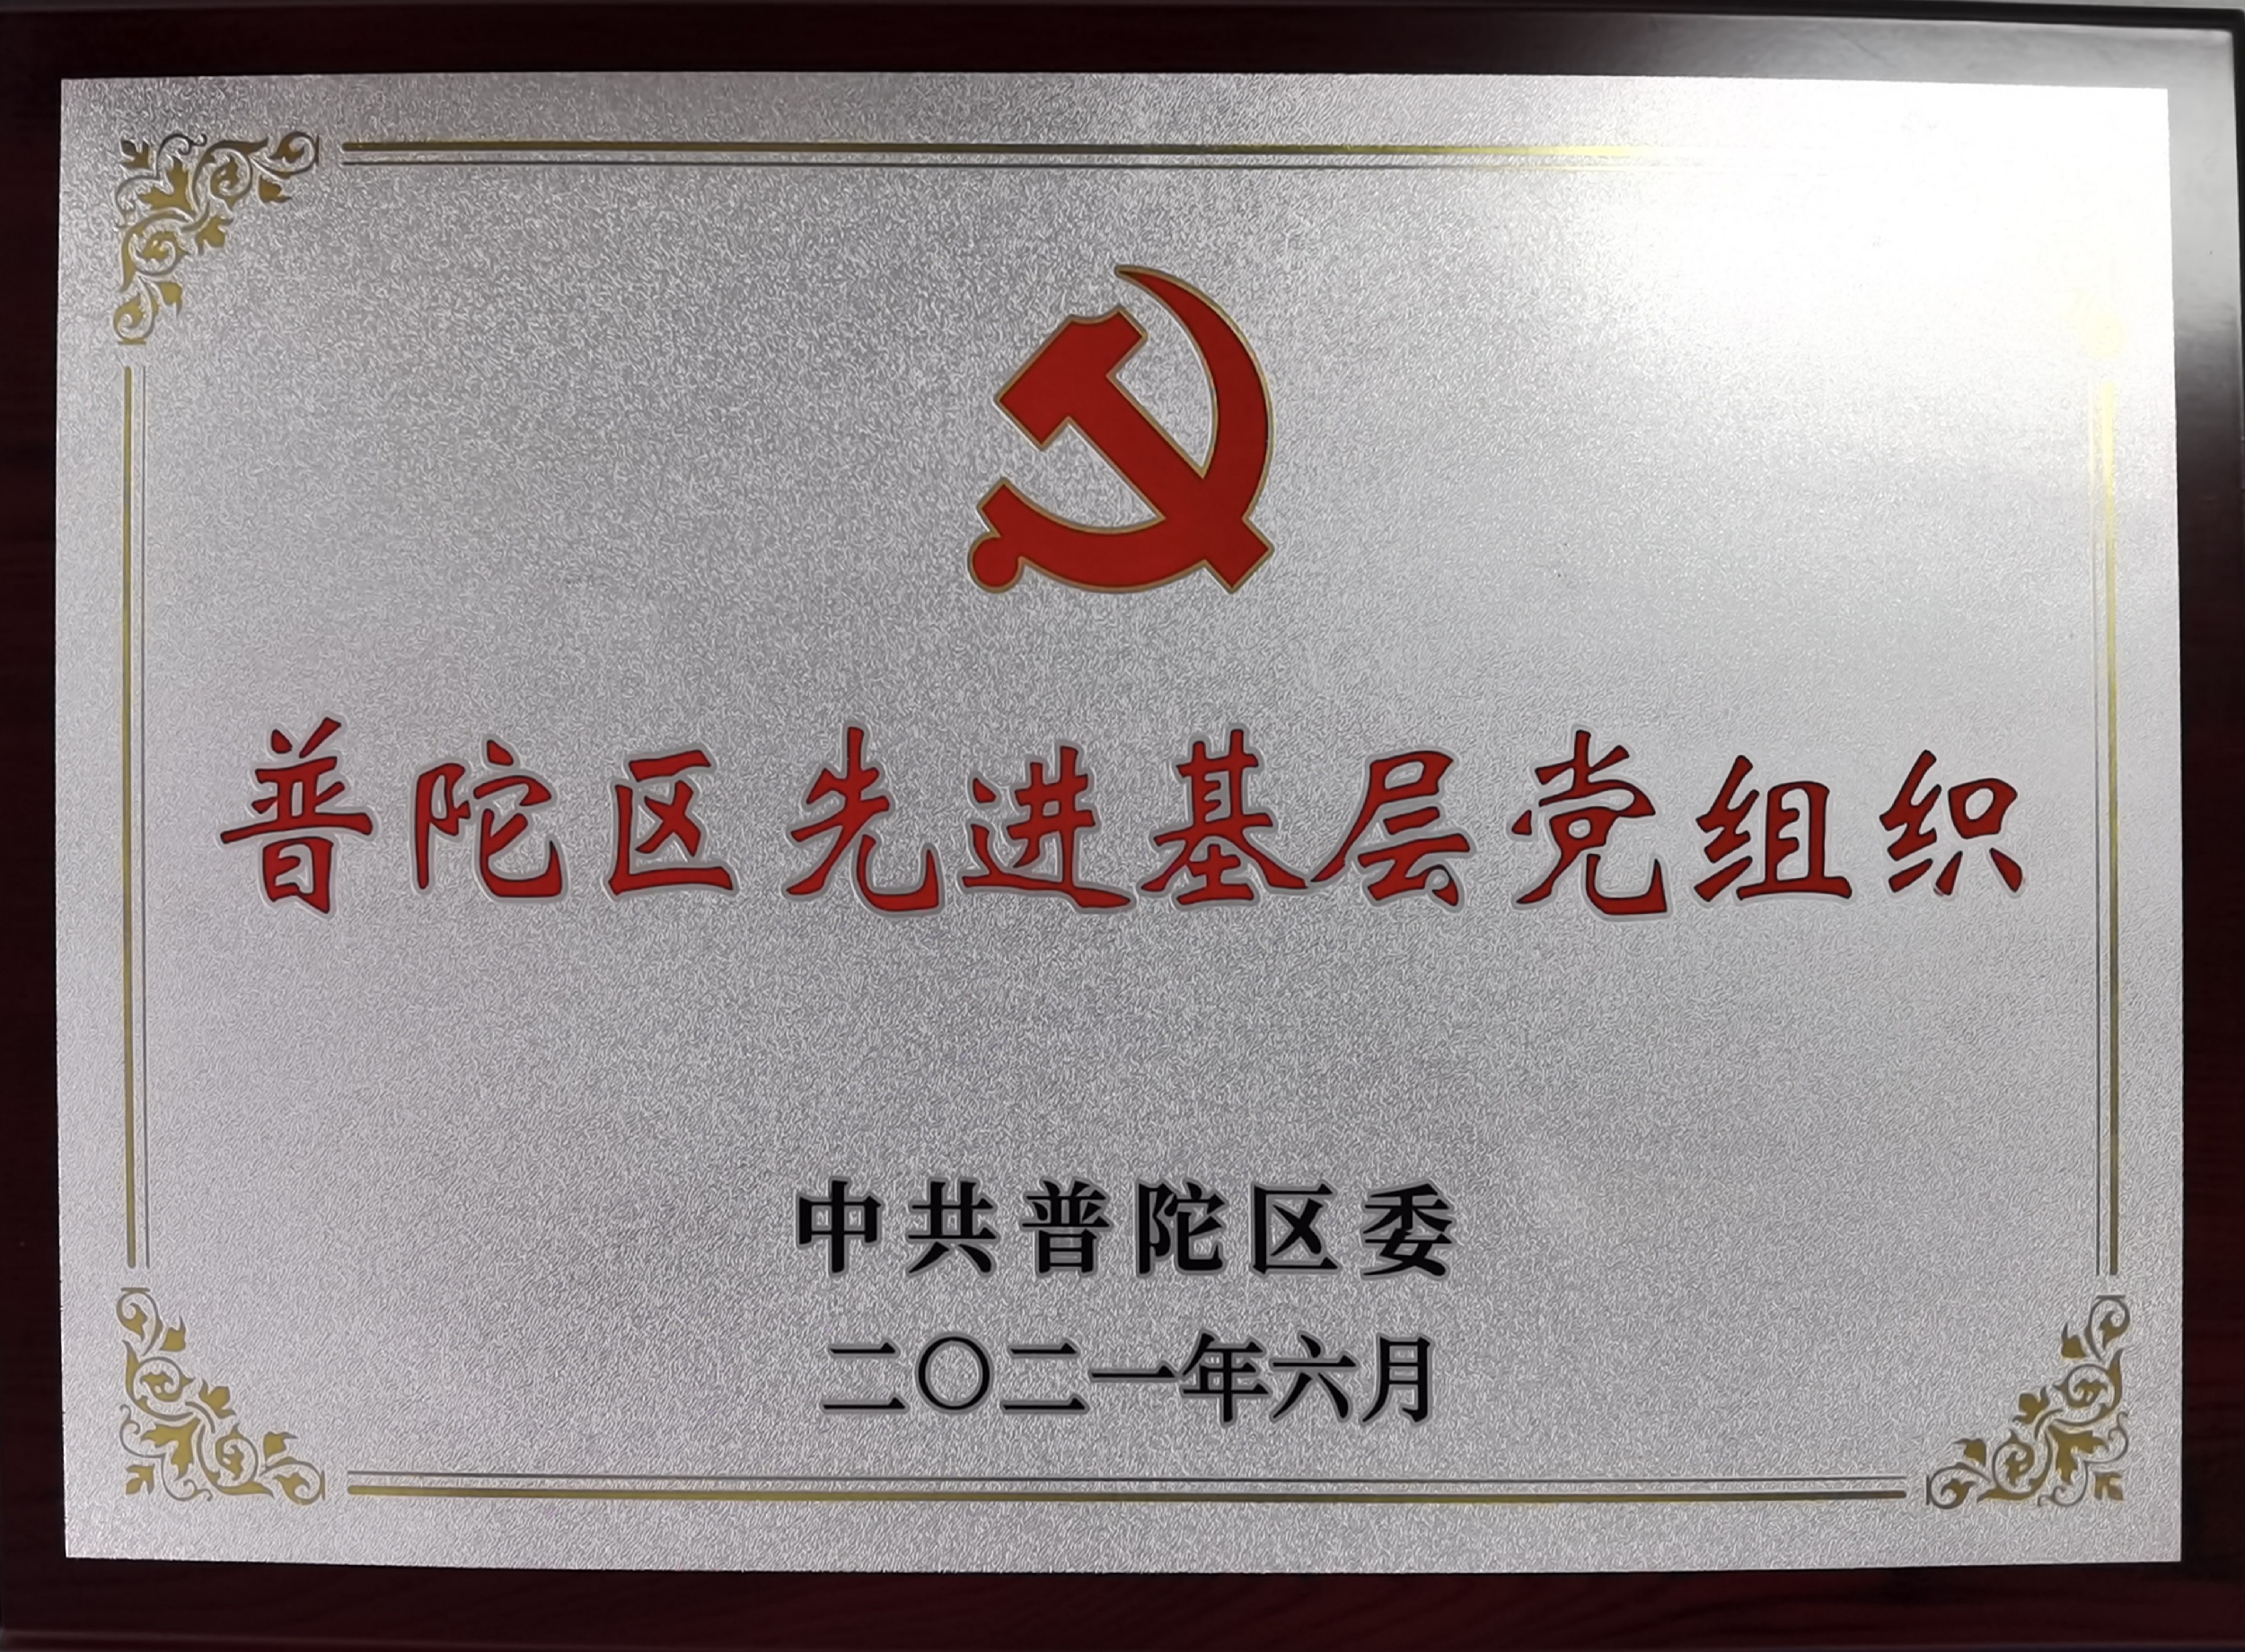 普陀区先进基层党组织
中共普陀区委
二〇二一年六月